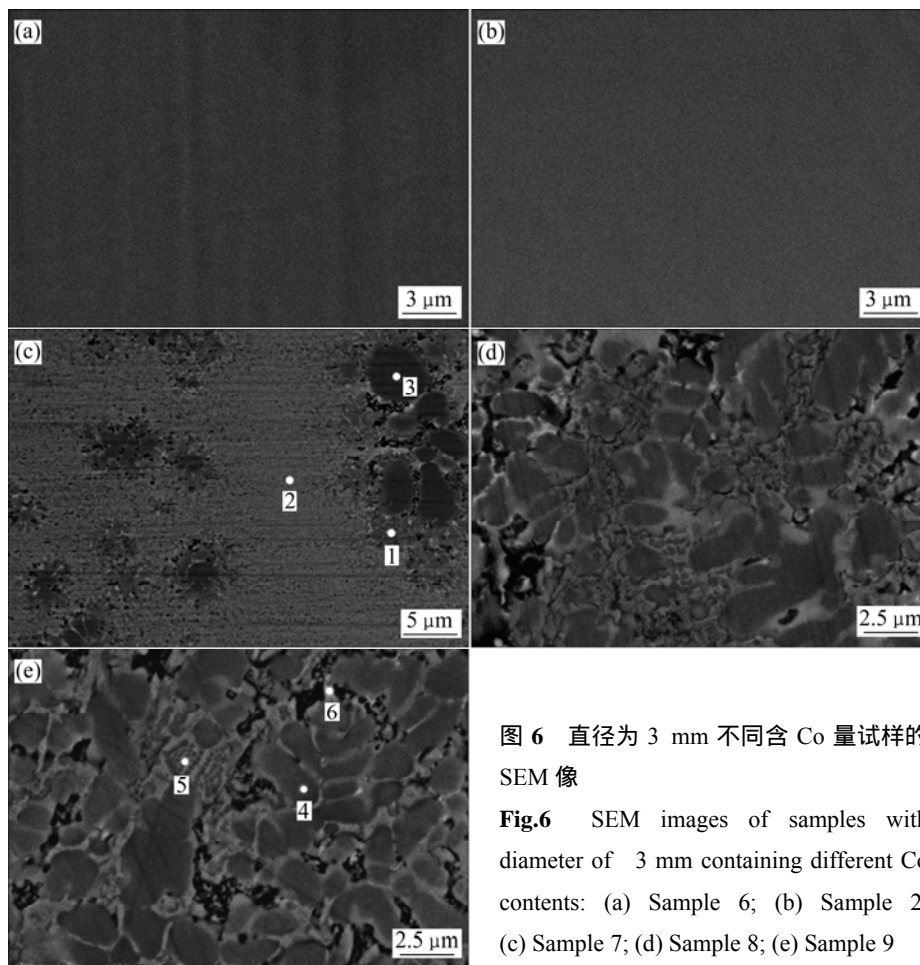 (a)
(b)
3 μm
3 μm
(c)
(d)
3
2
1
5 μm
2.5 μm
(e)
6
5
4
2.5 μm
图 6 直径为 3 mm 不同含 Co 量试样的
SEM 像
Fig.6 SEM images of samples with
diameter of 3 mm containing different Co
contents: (a) Sample 6; (b) Sample 2
(c) Sample 7; (d) Sample 8; (e) Sample 9